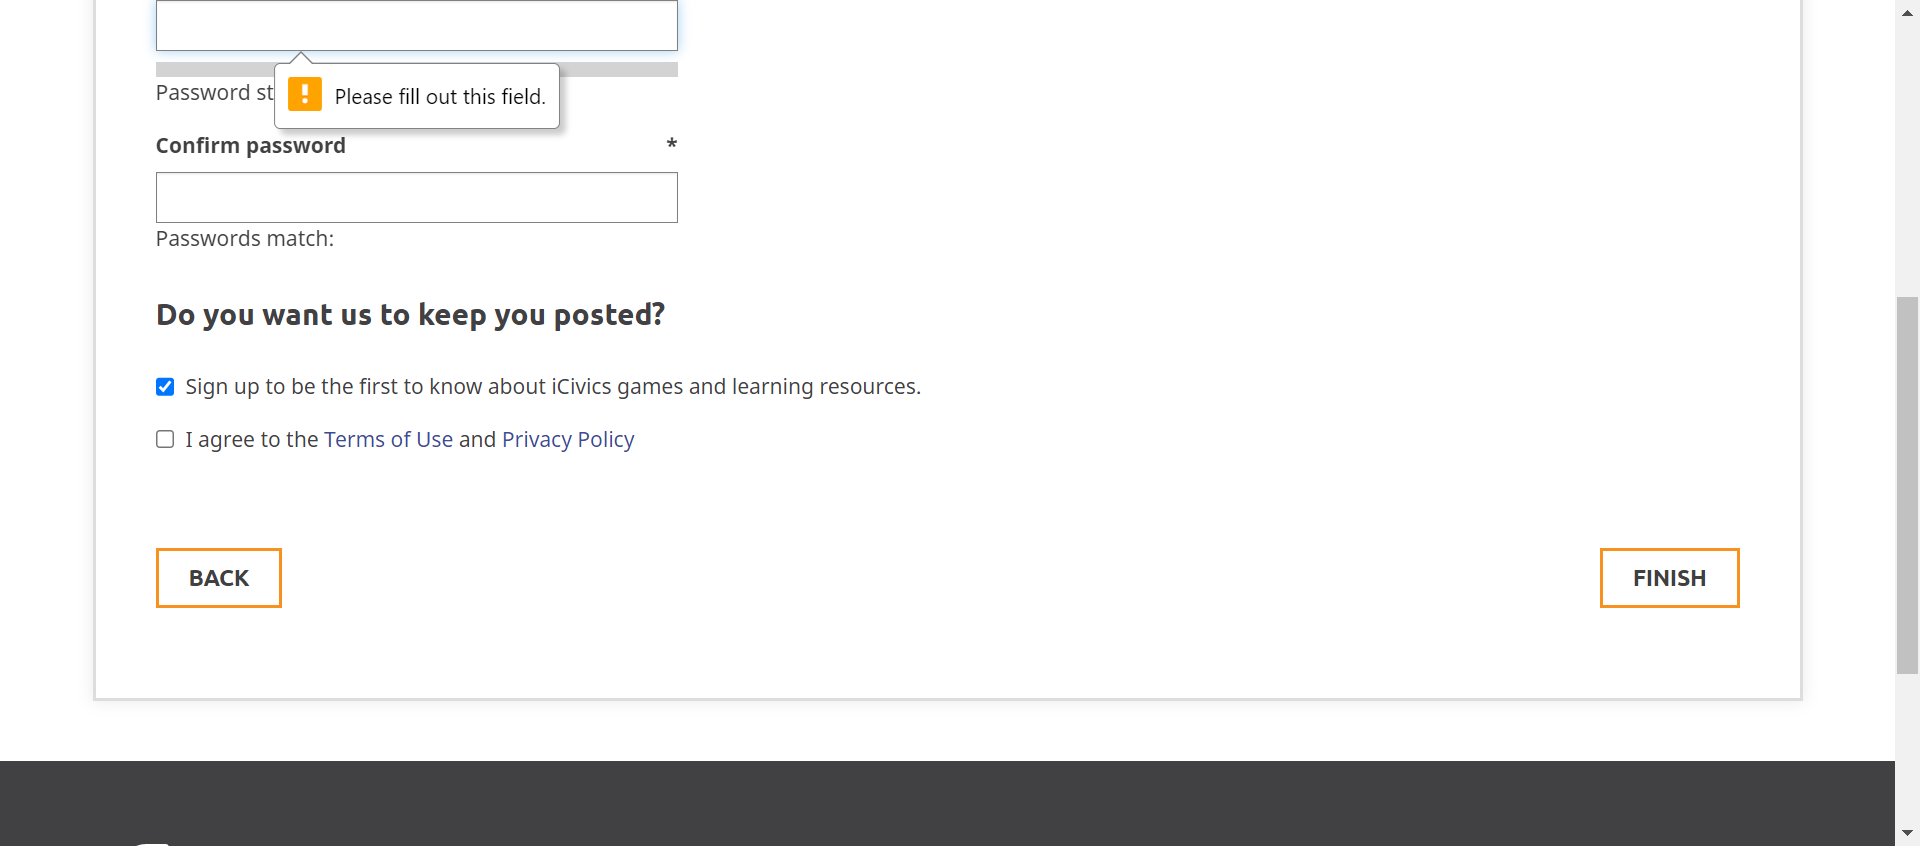 Please fill out this field.
Password st
Confirm password *
Passwords match:
Do you want us to keep you posted?
Sign up to be the first to know about iCivics games and learning resources.
I agree to the Terms of Use and Privacy Policy
BACK
FINISH